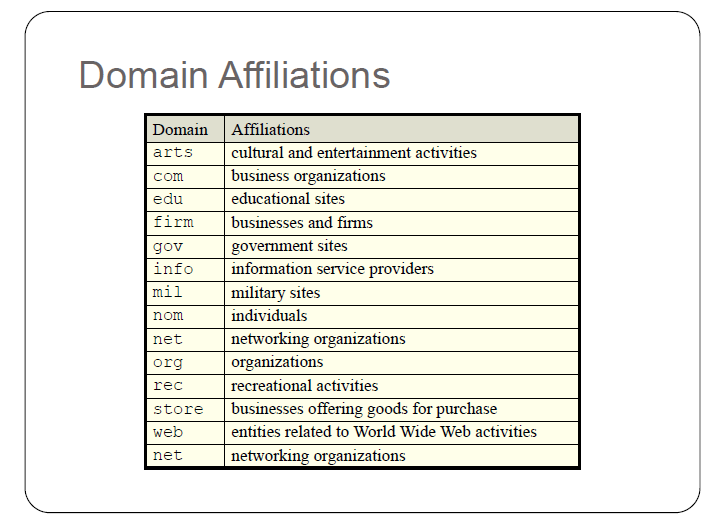 Domain Affiliations
Domain Affiliations
arts cultural and entertainment activities
com business organizations
edu educational sites
firm businesses and firms
gov government sites
info information service providers
mil military sites
nom individuals
net networking organizations
org organizations
rec recreational activities
store businesses offering goods for purchase
web entities related to World Wide Web activities
net networking organizations